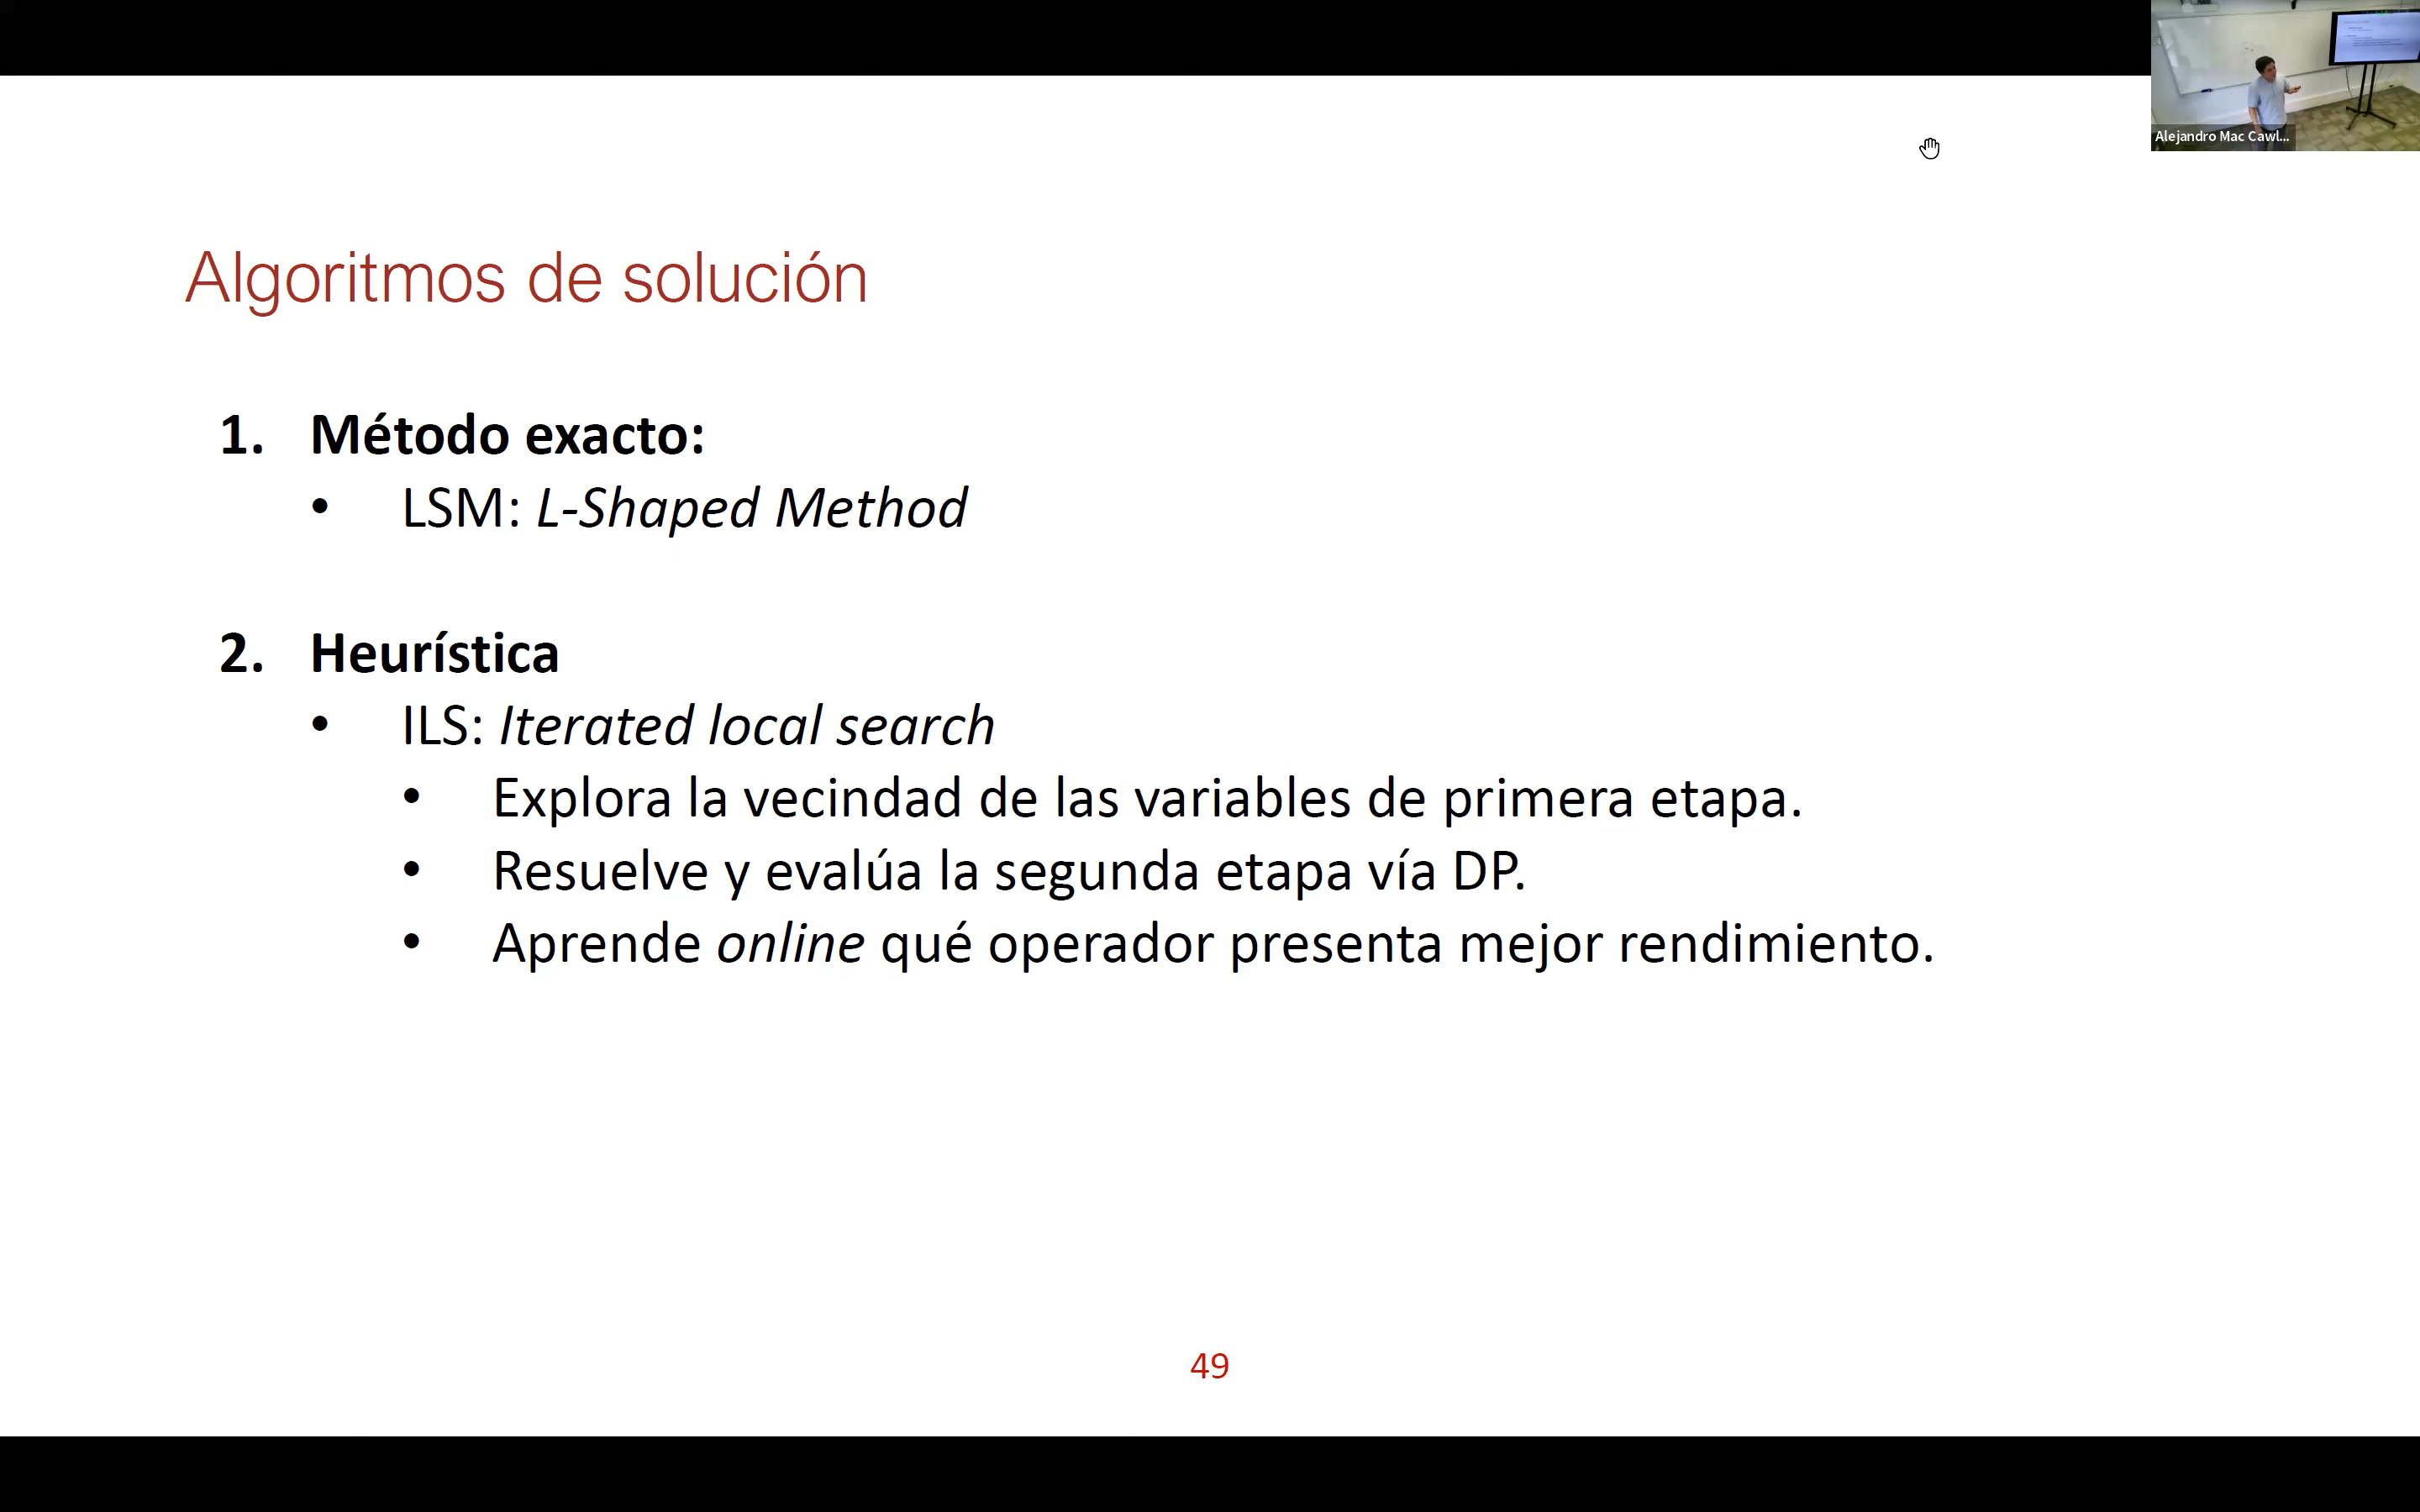 Alejandro Mac Cawl...
Algoritmos de solución
1. Método exacto:
• LSM: L-Shaped Method
2. Heurística
• ILS: Iterated local search
• Explora la vecindad de las variables de primera etapa.
• Resuelve y evalúa la segunda etapa vía DP.
• Aprende online qué operador presenta mejor rendimiento.
49